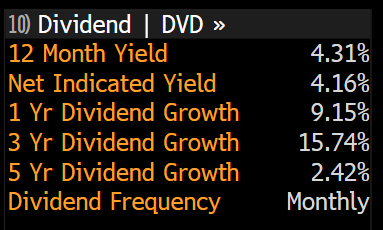 10) Dividend | DVD »
12 Month Yield 4.31%
Net Indicated Yield 4.16%
1 Yr Dividend Growth 9.15%
3 Yr Dividend Growth 15.74%
5 Yr Dividend Growth 2.42%
Dividend Frequency Monthly